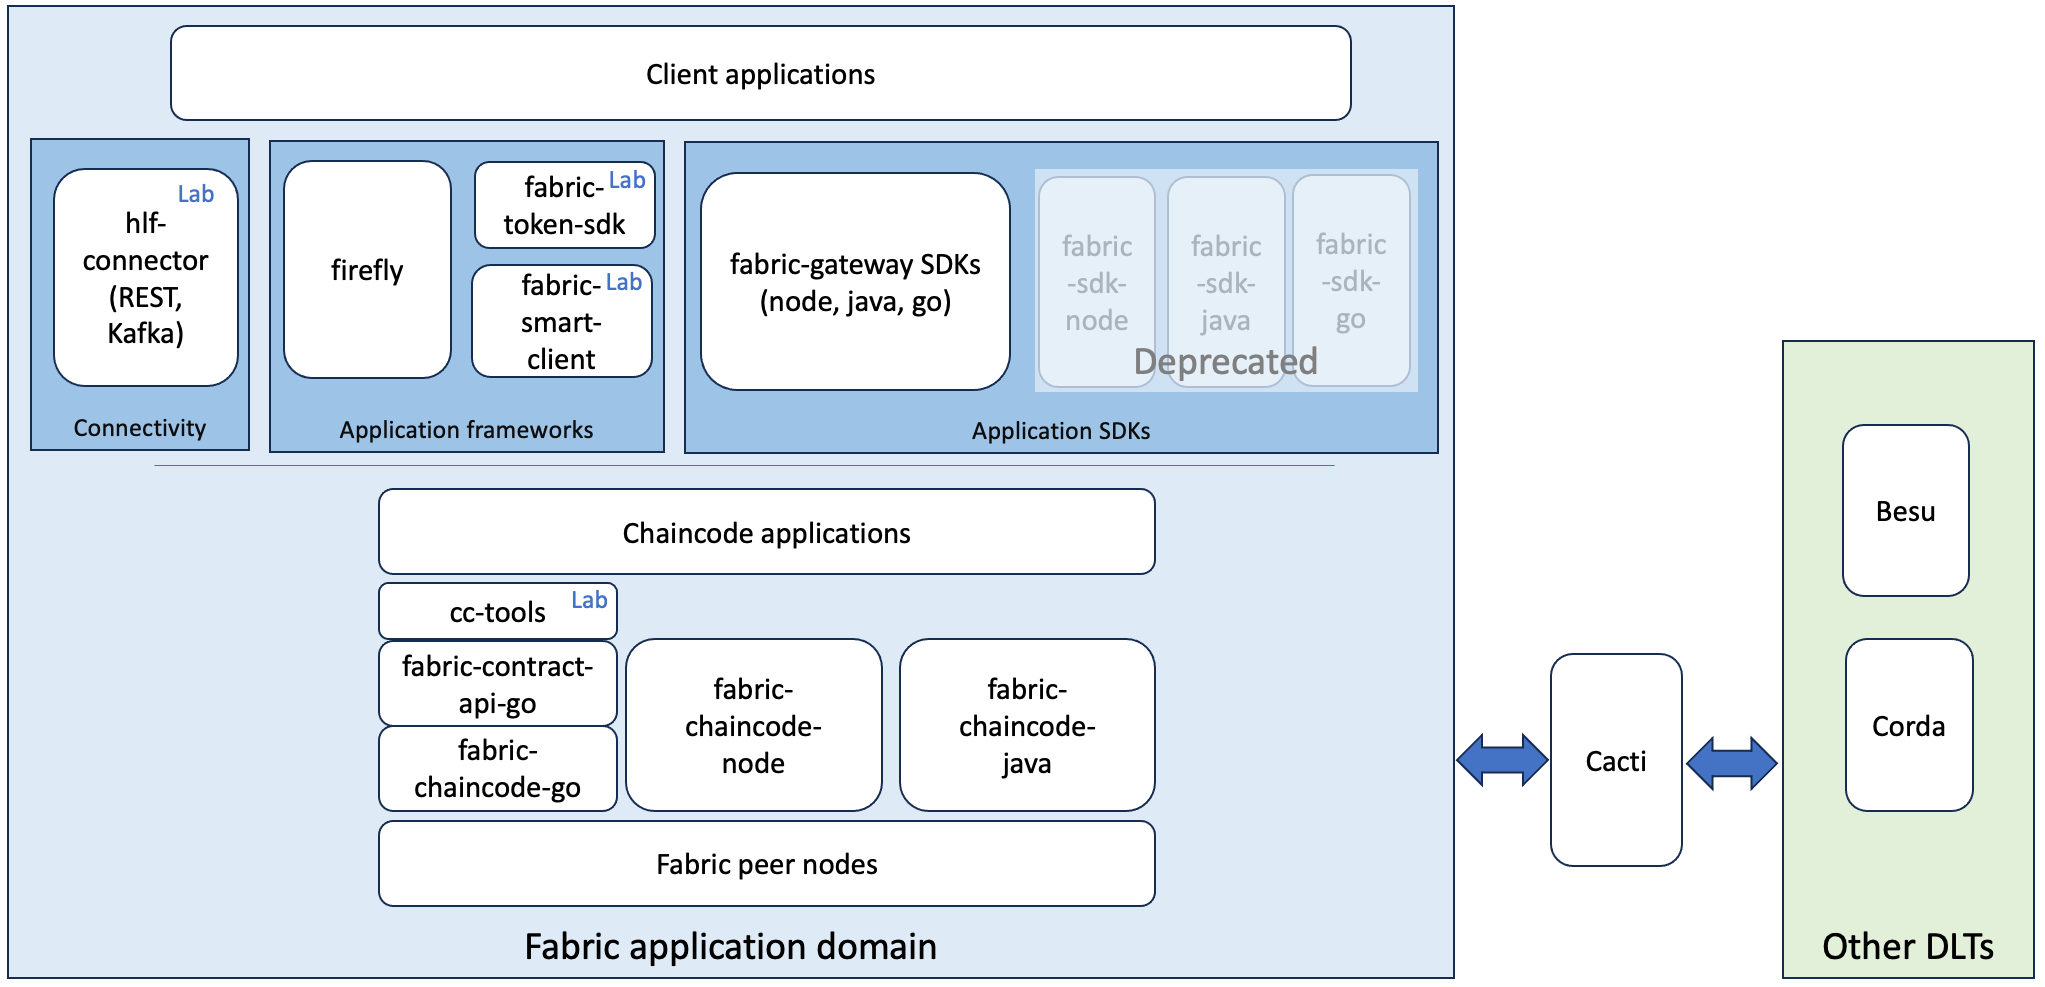 Client applications
Lab
hlf-
connector
(REST,
Kafka)
Connectivity
firefly
fabric-
Lab
token-sdk
fabric-
Lab
smart-
client
Application frameworks
fabric-gateway SDKs
(node, java, go)
fabric
-sdk-
node
fabric
-sdk-
java
fabric
-sdk-
go
Deprecated
Application SDKs
Chaincode applications
cc-tools
Lab
fabric-contract-
api-go
fabric-
chaincode-go
fabric-
chaincode-
node
fabric-
chaincode-
java
Fabric peer nodes
Fabric application domain
Cacti
Besu
Corda
Other DLTs